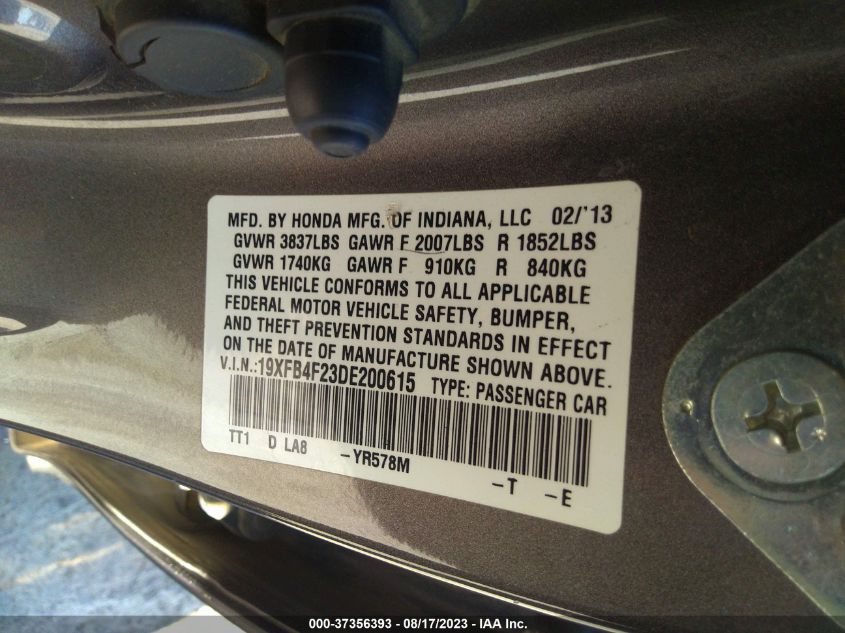 MFD. BY HONDA MFG. OF INDIANA, LLC 02/'13
GVWR 3837LBS GAWR F 2007LBS R 1852LBS
GVWR 1740KG GAWR F 910KG R 840KG
THIS VEHICLE CONFORMS TO ALL APPLICABLE
FEDERAL MOTOR VEHICLE SAFETY, BUMPER,
AND THEFT PREVENTION STANDARDS IN EFFECT
ON THE DATE OF MANUFACTURE SHOWN ABOVE.
V.I.N.:19XFB4F23DE200615 TYPE: PASSENGER CAR
TT1 D LA8 -YR578M -T -E
000-37356393 - 08/17/2023 - IAA Inc.